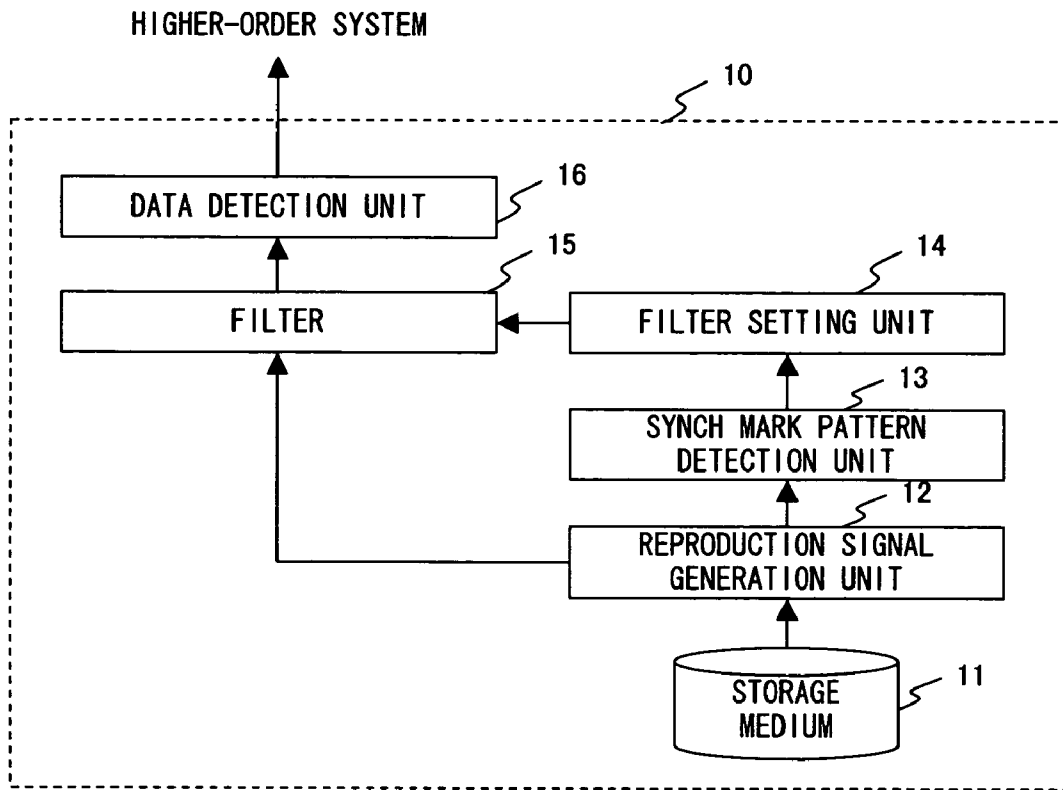 HIGHER-ORDER SYSTEM
10
DATA DETECTION UNIT
16
FILTER
15
FILTER SETTING UNIT
14
SYNCH MARK PATTERN
DETECTION UNIT
13
REPRODUCTION SIGNAL
GENERATION UNIT
12
STORAGE
MEDIUM
11